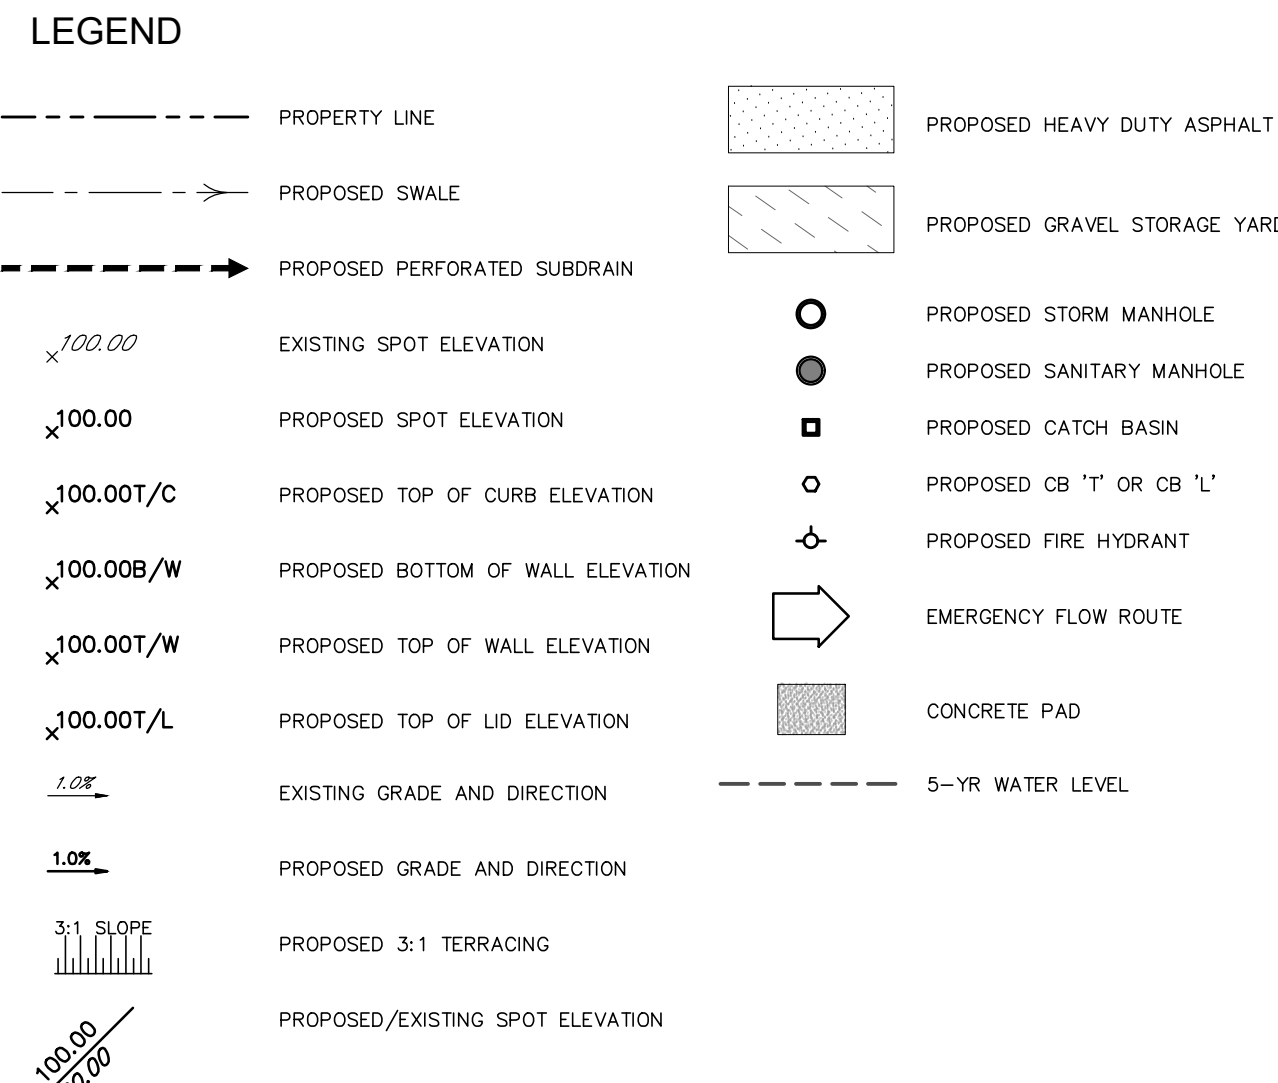 LEGEND
PROPERTY LINE
PROPOSED SWALE
PROPOSED PERFORATED SUBDRAIN
100.00 EXISTING SPOT ELEVATION
100.00 PROPOSED SPOT ELEVATION
100.00T/C PROPOSED TOP OF CURB ELEVATION
100.00B/W PROPOSED BOTTOM OF WALL ELEVATION
100.00T/W PROPOSED TOP OF WALL ELEVATION
100.00T/L PROPOSED TOP OF LID ELEVATION
1.0% EXISTING GRADE AND DIRECTION
1.0% PROPOSED GRADE AND DIRECTION
3:1 SLOPE PROPOSED 3:1 TERRACING
100.00 PROPOSED/EXISTING SPOT ELEVATION
PROPOSED HEAVY DUTY ASPHALT
PROPOSED GRAVEL STORAGE YARD
PROPOSED STORM MANHOLE
PROPOSED SANITARY MANHOLE
PROPOSED CATCH BASIN
PROPOSED CB 'T' OR CB 'L'
PROPOSED FIRE HYDRANT
EMERGENCY FLOW ROUTE
CONCRETE PAD
5-YR WATER LEVEL